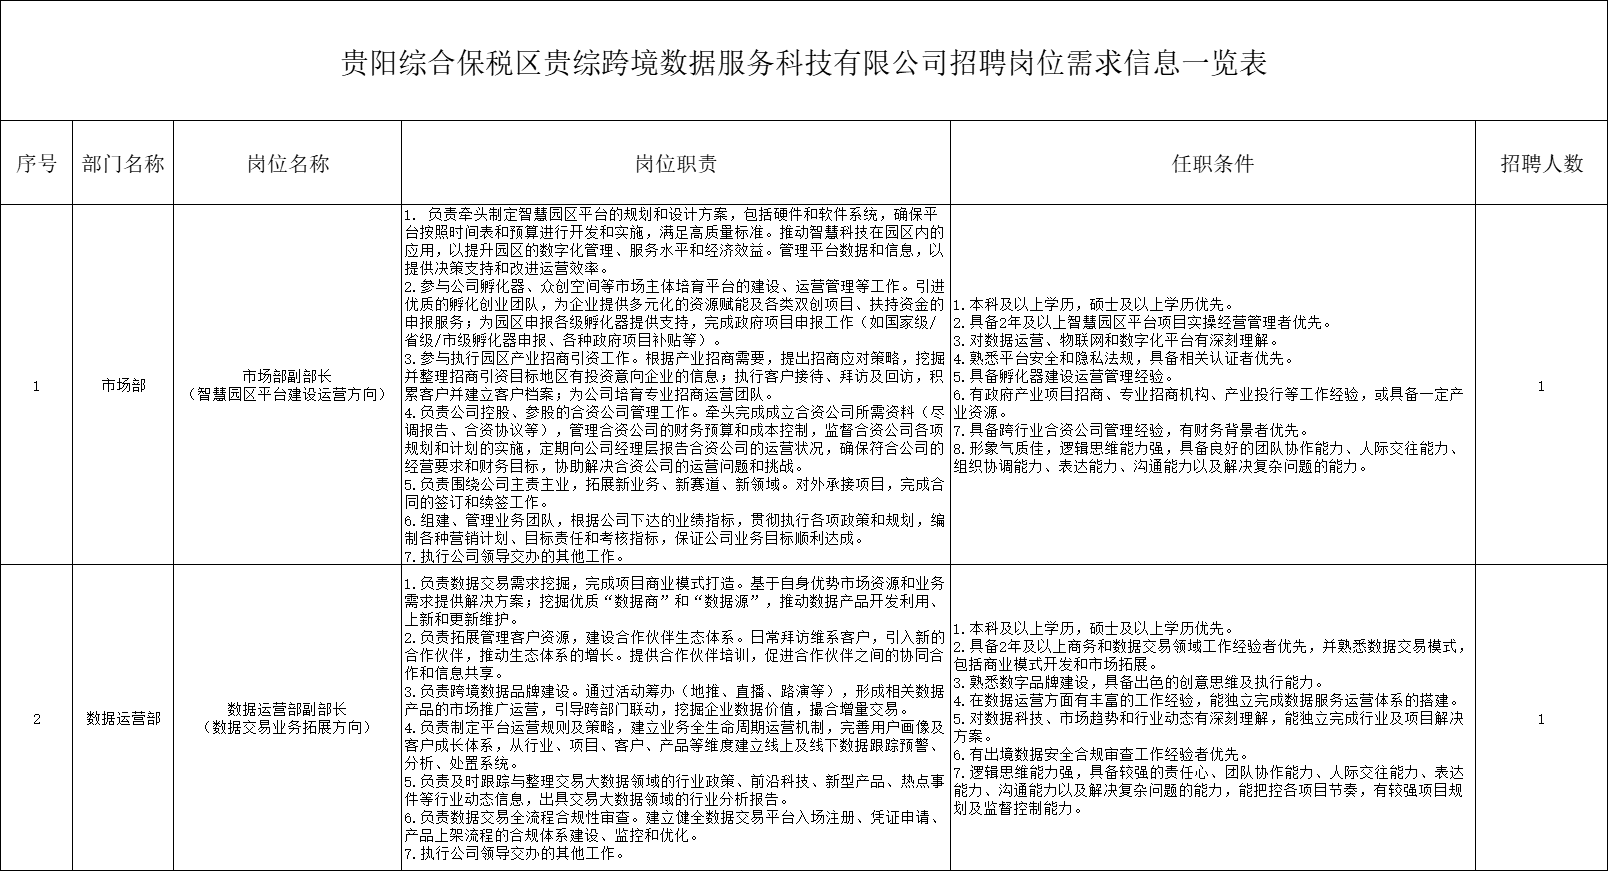 贵阳综合保税区贵综跨境数据服务科技有限公司招聘岗位需求信息一览表
序号
部门名称
岗位名称
岗位职责
任职条件
招聘人数
1
市场部
市场部副部长
（智慧园区平台建设运营方向）
1. 负责牵头制定智慧园区平台的规划和设计方案，包括硬件和软件系统，确保平
台按照时间表和预算进行开发和实施，满足高质量标准。推动智慧科技在园区内的
应用，以提升园区的数字化管理、服务水平和经济效益。管理平台数据和信息，以
提供决策支持和改进运营效率。
2.参与公司孵化器、众创空间等市场主体培育平台的建设、运营管理等工作。引进
优质的孵化创业团队，为企业提供多元化的资源赋能及各类双创项目、扶持资金的
申报服务；为园区申报各级孵化器提供支持，完成政府项目申报工作（如国家级/
省级/市级孵化器申报、各种政府项目补贴等）。
3.参与执行园区产业招商引资工作。根据产业招商需要，提出招商应对策略，挖掘
并整理招商引资目标地区有投资意向企业的信息；执行客户接待、拜访及回访，积
累客户并建立客户档案；为公司培育专业招商运营团队。
4.负责公司控股、参股的合资公司管理工作。牵头完成成立合资公司所需资料（尽
调报告、合资协议等），管理合资公司的财务预算和成本控制，监督合资公司各项
规划和计划的实施，定期向公司经理层报告合资公司的运营状况，确保符合公司的
经营要求和财务目标，协助解决合资公司的运营问题和挑战。
5.负责围绕公司主责主业，拓展新业务、新赛道、新领域。对外承接项目，完成合
同的签订和续签工作。
6.组建、管理业务团队，根据公司下达的业绩指标，贯彻执行各项政策和规划，编
制各种营销计划、目标责任和考核指标，保证公司业务目标顺利达成。
7.执行公司领导交办的其他工作。
1.本科及以上学历，硕士及以上学历优先。
2.具备2年及以上智慧园区平台项目实操经营管理者优先。
3.对数据运营、物联网和数字化平台有深刻理解。
4.熟悉平台安全和隐私法规，具备相关认证者优先。
5.具备孵化器建设运营管理经验。
6.有政府产业项目招商、专业招商机构、产业投行等工作经验，或具备一定产
业资源。
7.具备跨行业合资公司管理经验，有财务背景者优先。
8.形象气质佳，逻辑思维能力强，具备良好的团队协作能力、人际交往能力、
组织协调能力、表达能力、沟通能力以及解决复杂问题的能力。
1
2
数据运营部
数据运营部副部长
（数据交易业务拓展方向）
1.负责数据交易需求挖掘，完成项目商业模式打造。基于自身优势市场资源和业务
需求提供解决方案；挖掘优质“数据商”和“数据源”，推动数据产品开发利用、
上新和更新维护。
2.负责拓展管理客户资源，建设合作伙伴生态体系。日常拜访维系客户，引入新的
合作伙伴，推动生态体系的增长。提供合作伙伴培训，促进合作伙伴之间的协同合
作和信息共享。
3.负责跨境数据品牌建设。通过活动筹办（地推、直播、路演等），形成相关数据
产品的市场推广运营，引导跨部门联动，挖掘企业数据价值，撮合增量交易。
4.负责制定平台运营规则及策略，建立业务全生命周期运营机制，完善用户画像及
客户成长体系，从行业、项目、客户、产品等维度建立线上及线下数据跟踪预警、
分析、处置系统。
5.负责及时跟踪与整理交易大数据领域的行业政策、前沿科技、新型产品、热点事
件等行业动态信息，出具交易大数据领域的行业分析报告。
6.负责数据交易全流程合规性审查。建立健全数据交易平台入场注册、凭证申请、
产品上架流程的合规体系建设、监控和优化。
7.执行公司领导交办的其他工作。
1.本科及以上学历，硕士及以上学历优先。
2.具备2年及以上商务和数据交易领域工作经验者优先，并熟悉数据交易模式，
包括商业模式开发和市场拓展。
3.熟悉数字品牌建设，具备出色的创意思维及执行能力。
4.在数据运营方面有丰富的工作经验，能独立完成数据服务运营体系的搭建。
5.对数据科技、市场趋势和行业动态有深刻理解，能独立完成行业及项目解决
方案。
6.有出境数据安全合规审查工作经验者优先。
7.逻辑思维能力强，具备较强的责任心、团队协作能力、人际交往能力、表达
能力、沟通能力以及解决复杂问题的能力，能把控各项目节奏，有较强项目规
划及监督控制能力。
1